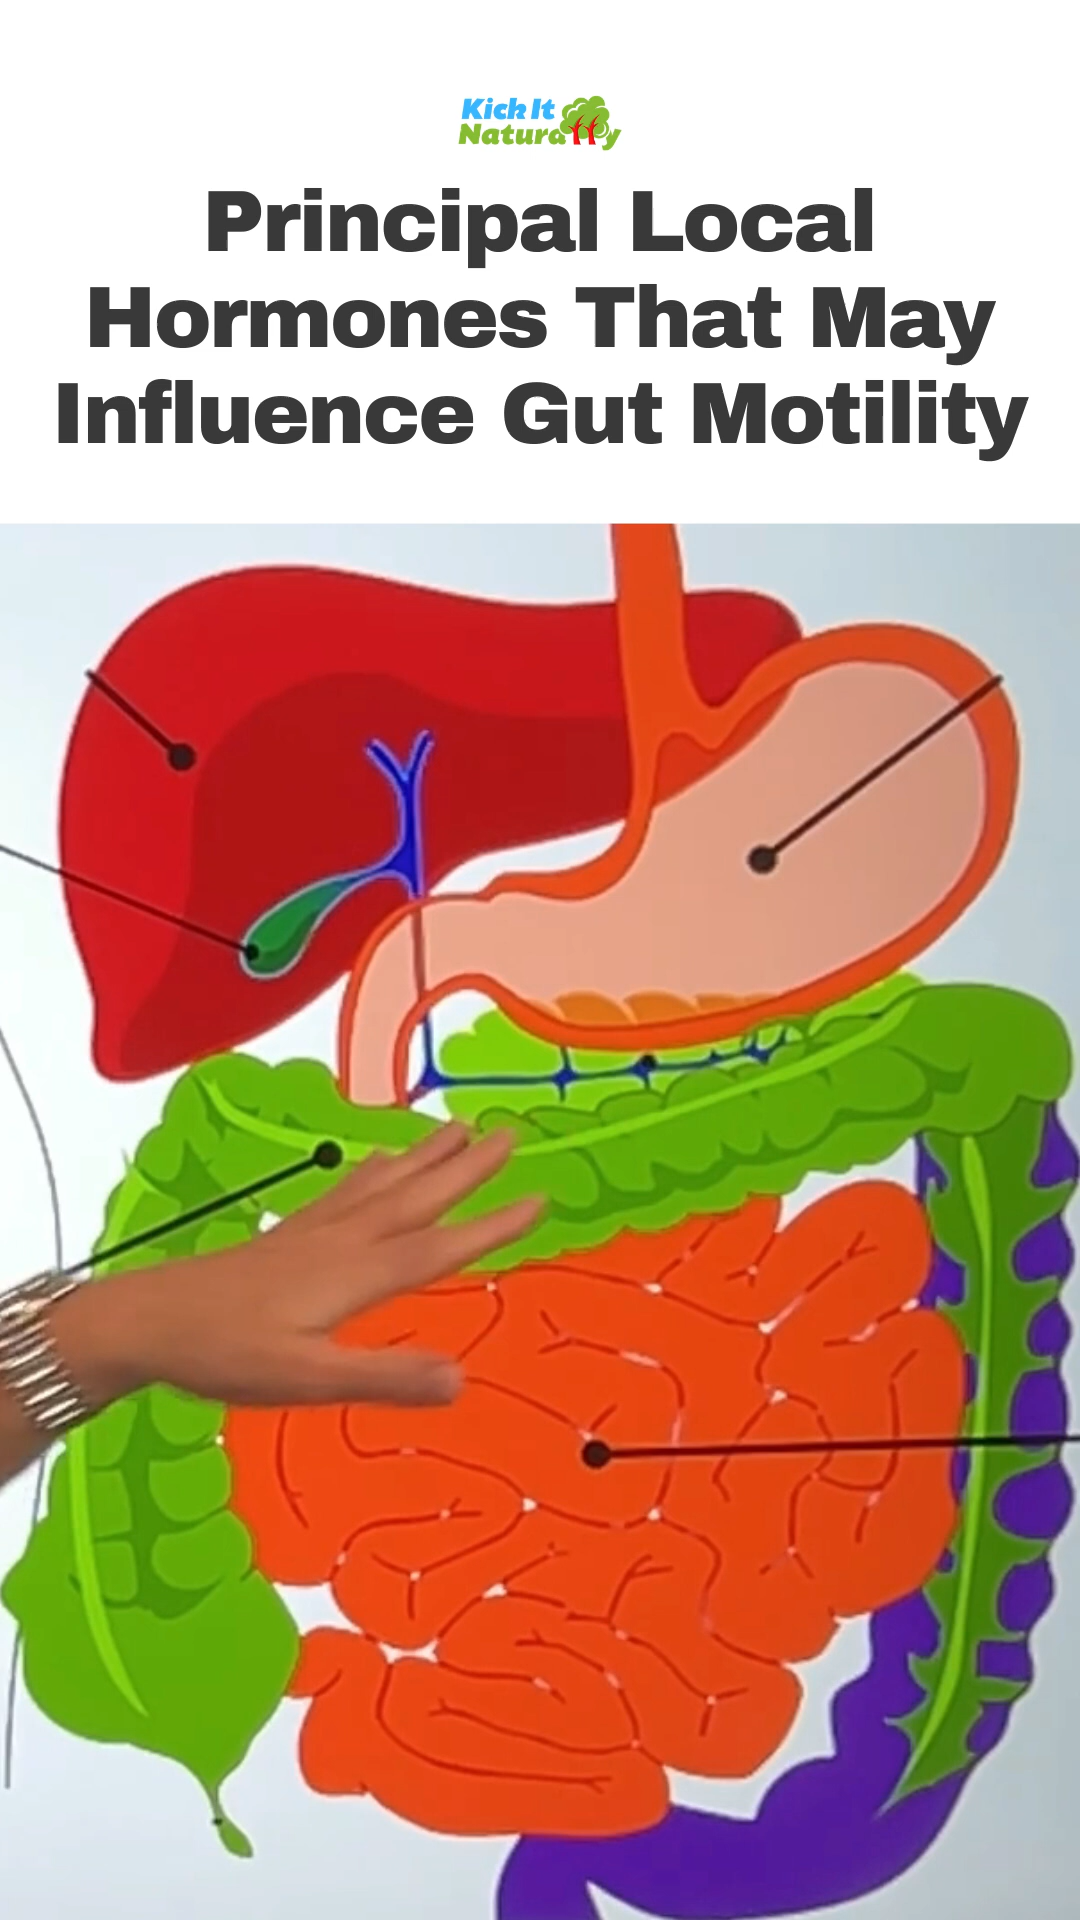 Kick It
Naturally
Principal Local
Hormones That May
Influence Gut Motility